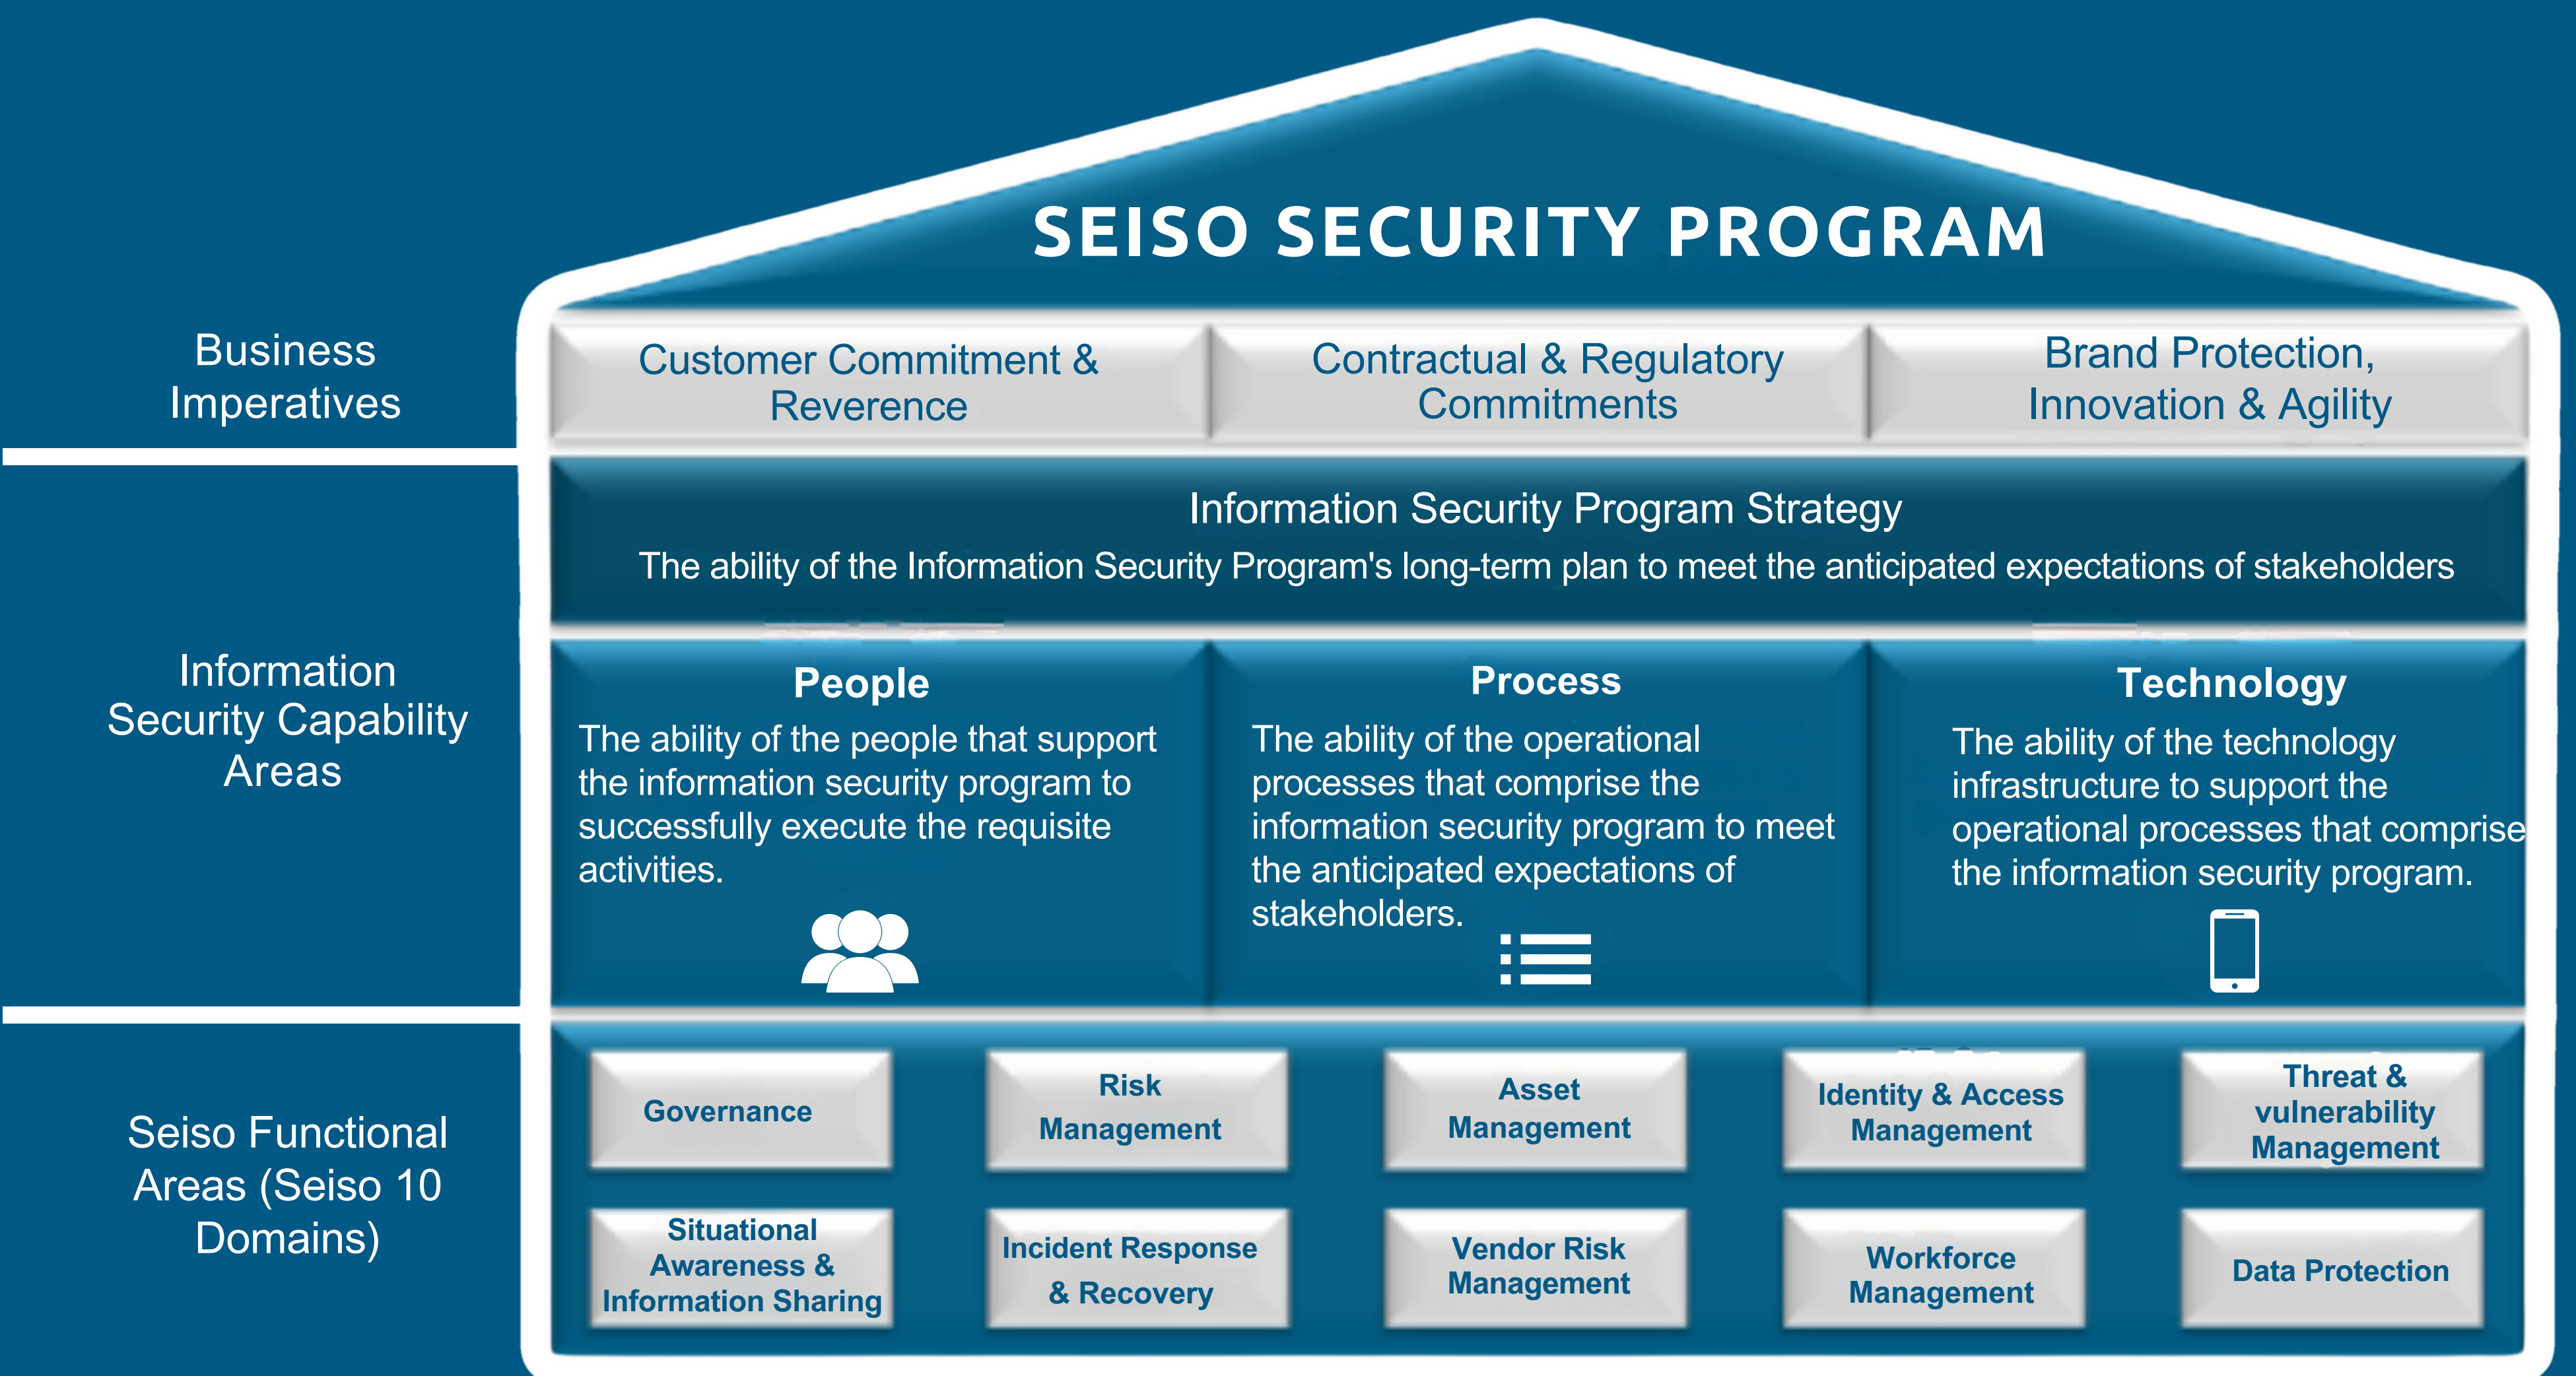 SEISO SECURITY PROGRAM
Business
Imperatives
Customer Commitment &
Reverence
Contractual & Regulatory
Commitments
Brand Protection,
Innovation & Agility
Information Security Program Strategy
The ability of the Information Security Program's long-term plan to meet the anticipated expectations of stakeholders
Information
Security Capability
Areas
People
The ability of the people that support
the information security program to
successfully execute the requisite
activities.
Process
The ability of the operational
processes that comprise the
information security program to meet
the anticipated expectations of
stakeholders.
Technology
The ability of the technology
infrastructure to support the
operational processes that comprise
the information security program.
Seiso Functional
Areas (Seiso 10
Domains)
Governance
Risk
Management
Asset
Management
Identity & Access
Management
Threat &
vulnerability
Management
Situational
Awareness &
Information Sharing
Incident Response
& Recovery
Vendor Risk
Management
Workforce
Management
Data Protection